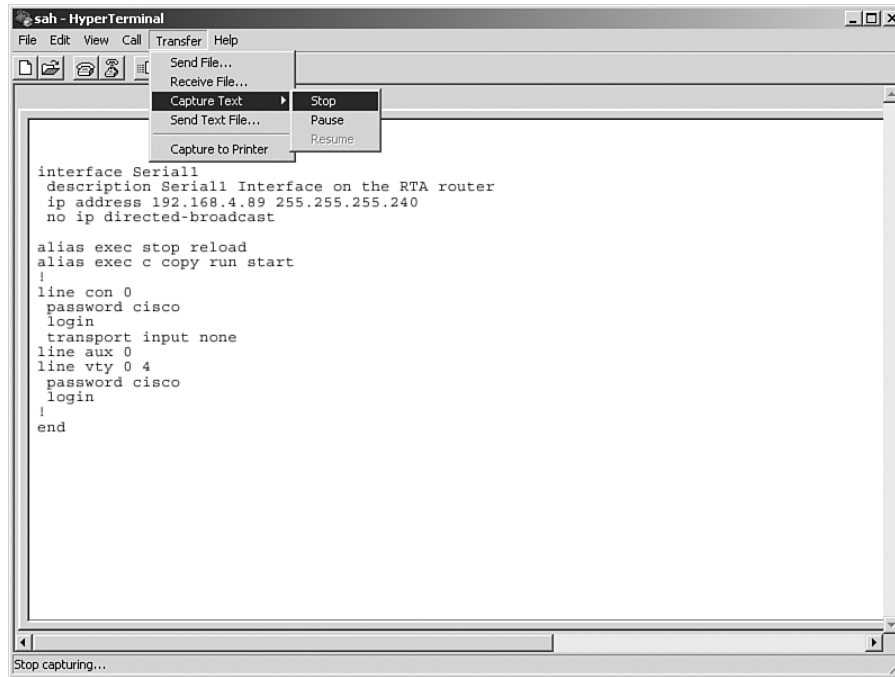 sah - HyperTerminal
File Edit View Call Transfer Help
Send File...
Receive File...
Capture Text
Send Text File...
Capture to Printer
Stop
Pause
Resume
interface Serial1
description Serial1 Interface on the RTA router
ip address 192.168.4.89 255.255.255.240
no ip directed-broadcast
alias exec stop reload
alias exec c copy run start
!
line con 0
password cisco
login
transport input none
line aux 0
line vty 0 4
password cisco
login
!
end
Stop capturing...